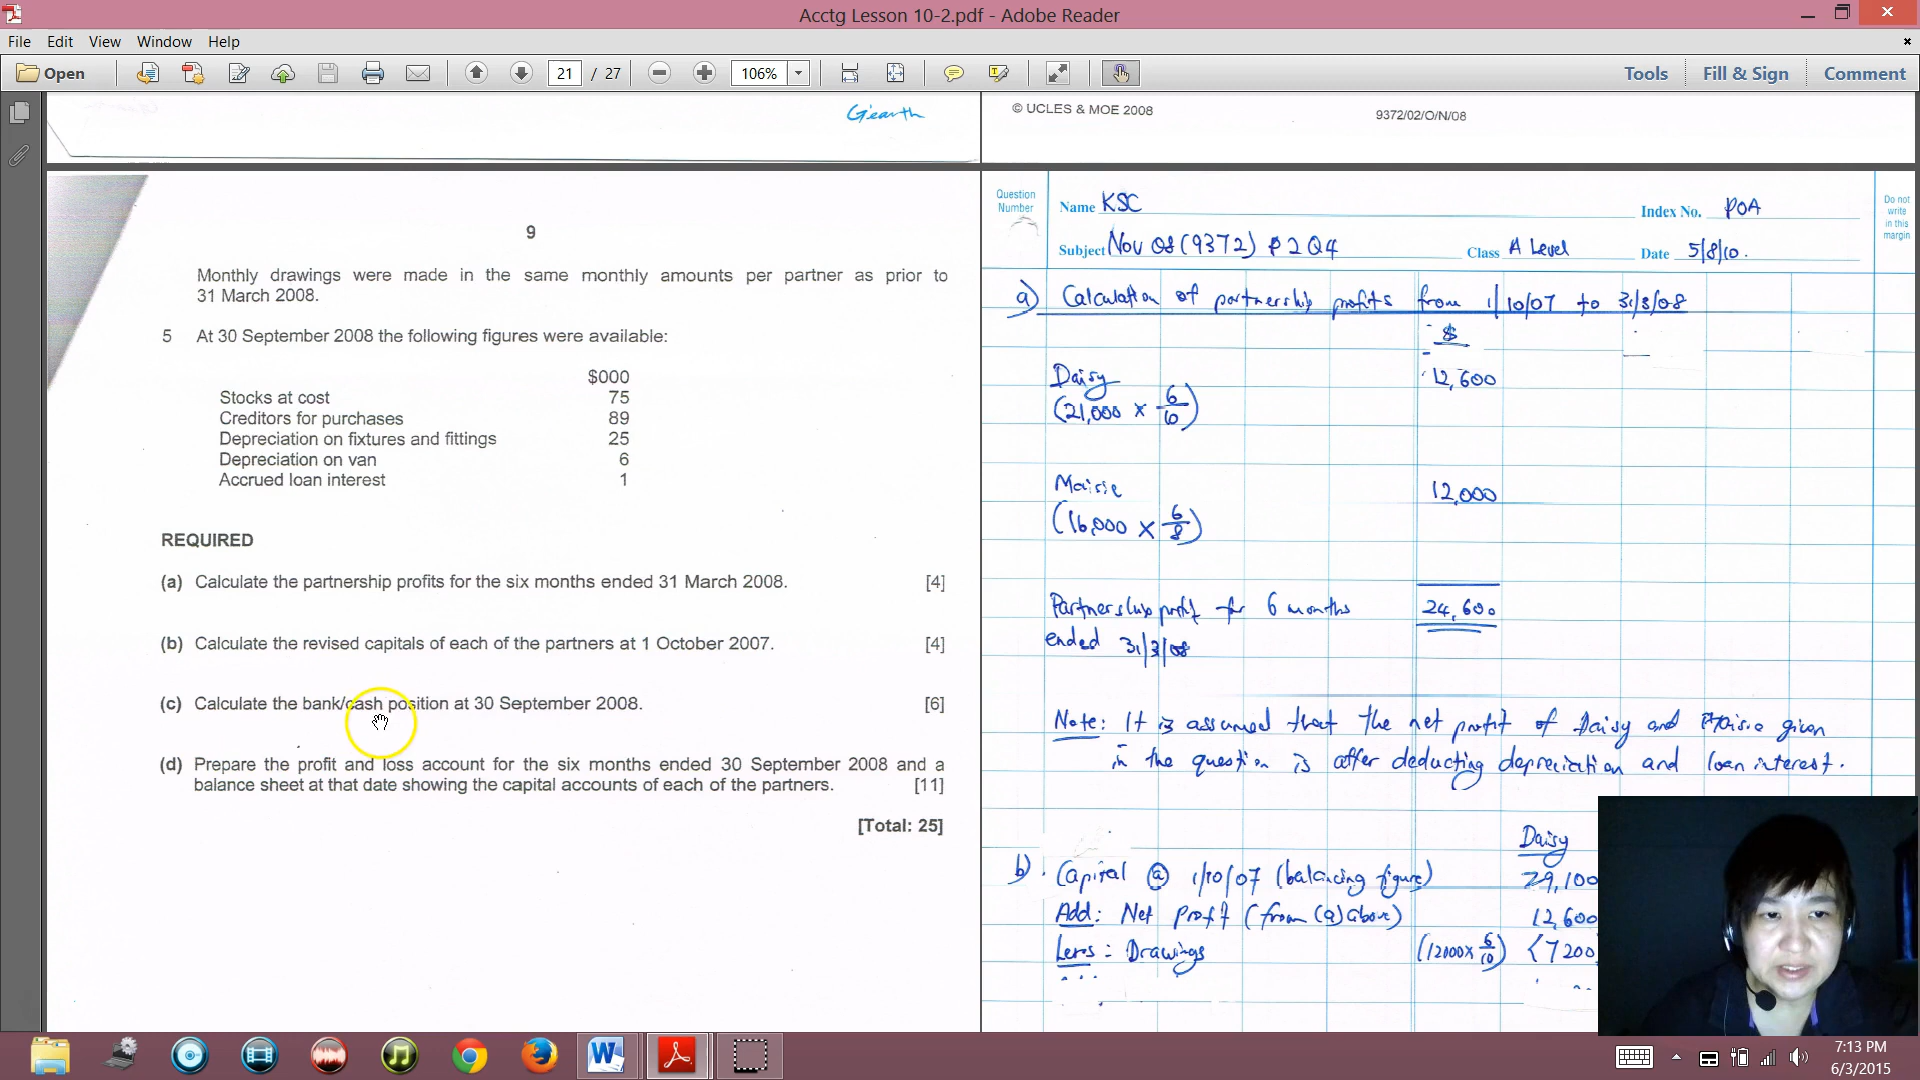 Acctg Lesson 10-2.pdf - Adobe Reader
File Edit View Window Help
Open 21 / 27 106% Tools Fill & Sign Comment
Gearth
© UCLES & MOE 2008 9372/02/O/N/08
9
Monthly drawings were made in the same monthly amounts per partner as prior to
31 March 2008.
5 At 30 September 2008 the following figures were available:
$000
Stocks at cost 75
Creditors for purchases 89
Depreciation on fixtures and fittings 25
Depreciation on van 6
Accrued loan interest 1
REQUIRED
(a) Calculate the partnership profits for the six months ended 31 March 2008. [4]
(b) Calculate the revised capitals of each of the partners at 1 October 2007. [4]
(c) Calculate the bank/cash position at 30 September 2008. [6]
(d) Prepare the profit and loss account for the six months ended 30 September 2008 and a
balance sheet at that date showing the capital accounts of each of the partners. [11]
[Total: 25]
Question
Number
Name KSC Index No. POA
Subject Nov 08 (9372) P2 Q4 Class A Level Date 5/8/10.
Do not
write
in this
margin
a) Calculation of partnership profits from 1/10/07 to 31/3/08
$
Daisy 12,600
(21,000 × 6/10)
Maisie 12,000
(16,000 × 6/8)
Partnership profit for 6 months 24,600
ended 31/3/08
Note: It is assumed that the net profit of Daisy and Maisie given
in the question is after deducting depreciation and loan interest.
Daisy
b). Capital @ 1/10/07 (balancing figure) 29,100
Add: Net Profit (from (a) above) 12,600
Less: Drawings (12000 × 6/10) (7200
7:13 PM
6/3/2015